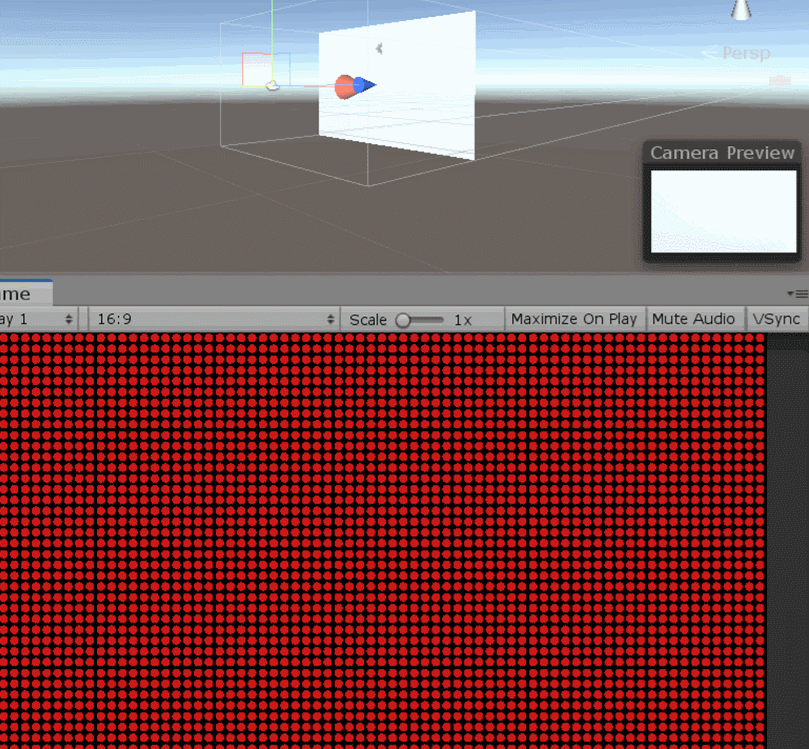 Persp
Camera Preview
me
ay 1
16:9
Scale
1x
Maximize On Play
Mute Audio
VSync